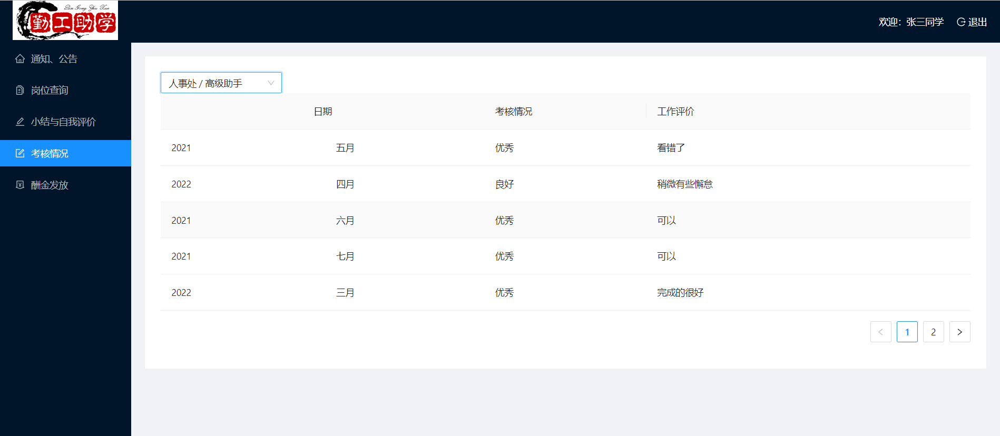 Qin Gong Zhu Xue
勤工助学
欢迎：张三同学 退出
通知、公告
岗位查询
小结与自我评价
考核情况
酬金发放
人事处 / 高级助手
日期 考核情况 工作评价
2021 五月 优秀 看错了
2022 四月 良好 稍微有些懈怠
2021 六月 优秀 可以
2021 七月 优秀 可以
2022 三月 优秀 完成的很好
< 1 2 >